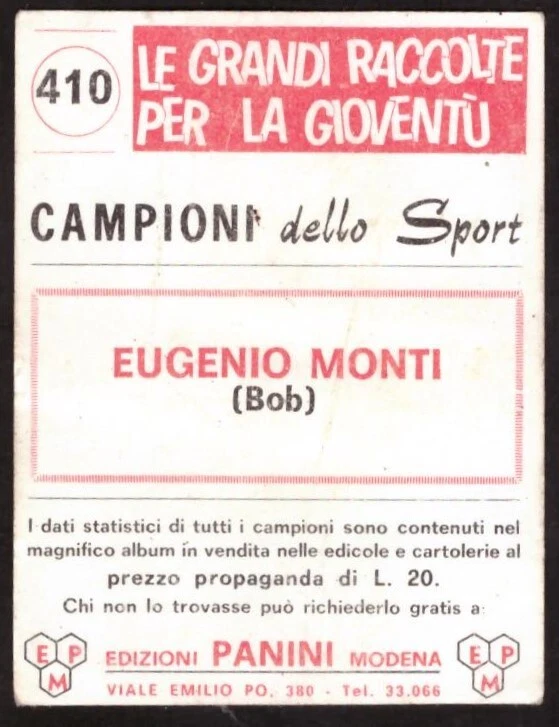 410
LE GRANDI RACCOLTE
PER LA GIOVENTÙ
CAMPIONI dello Sport
EUGENIO MONTI
(Bob)
I dati statistici di tutti i campioni sono contenuti nel
magnifico album in vendita nelle edicole e cartolerie al
prezzo propaganda di L. 20.
Chi non lo trovasse può richiederlo gratis a:
E P M EDIZIONI PANINI MODENA E P M
VIALE EMILIO PO, 380 - Tel. 33.066